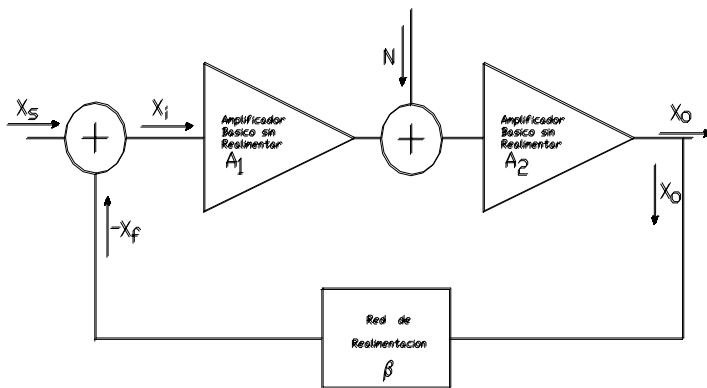 N
Xs
Xi
Amplificador
Basico sin
Realimentar
A1
+
+
Amplificador
Basico sin
Realimentar
A2
Xo
Xo
-Xf
Red de
Realimentacion
β